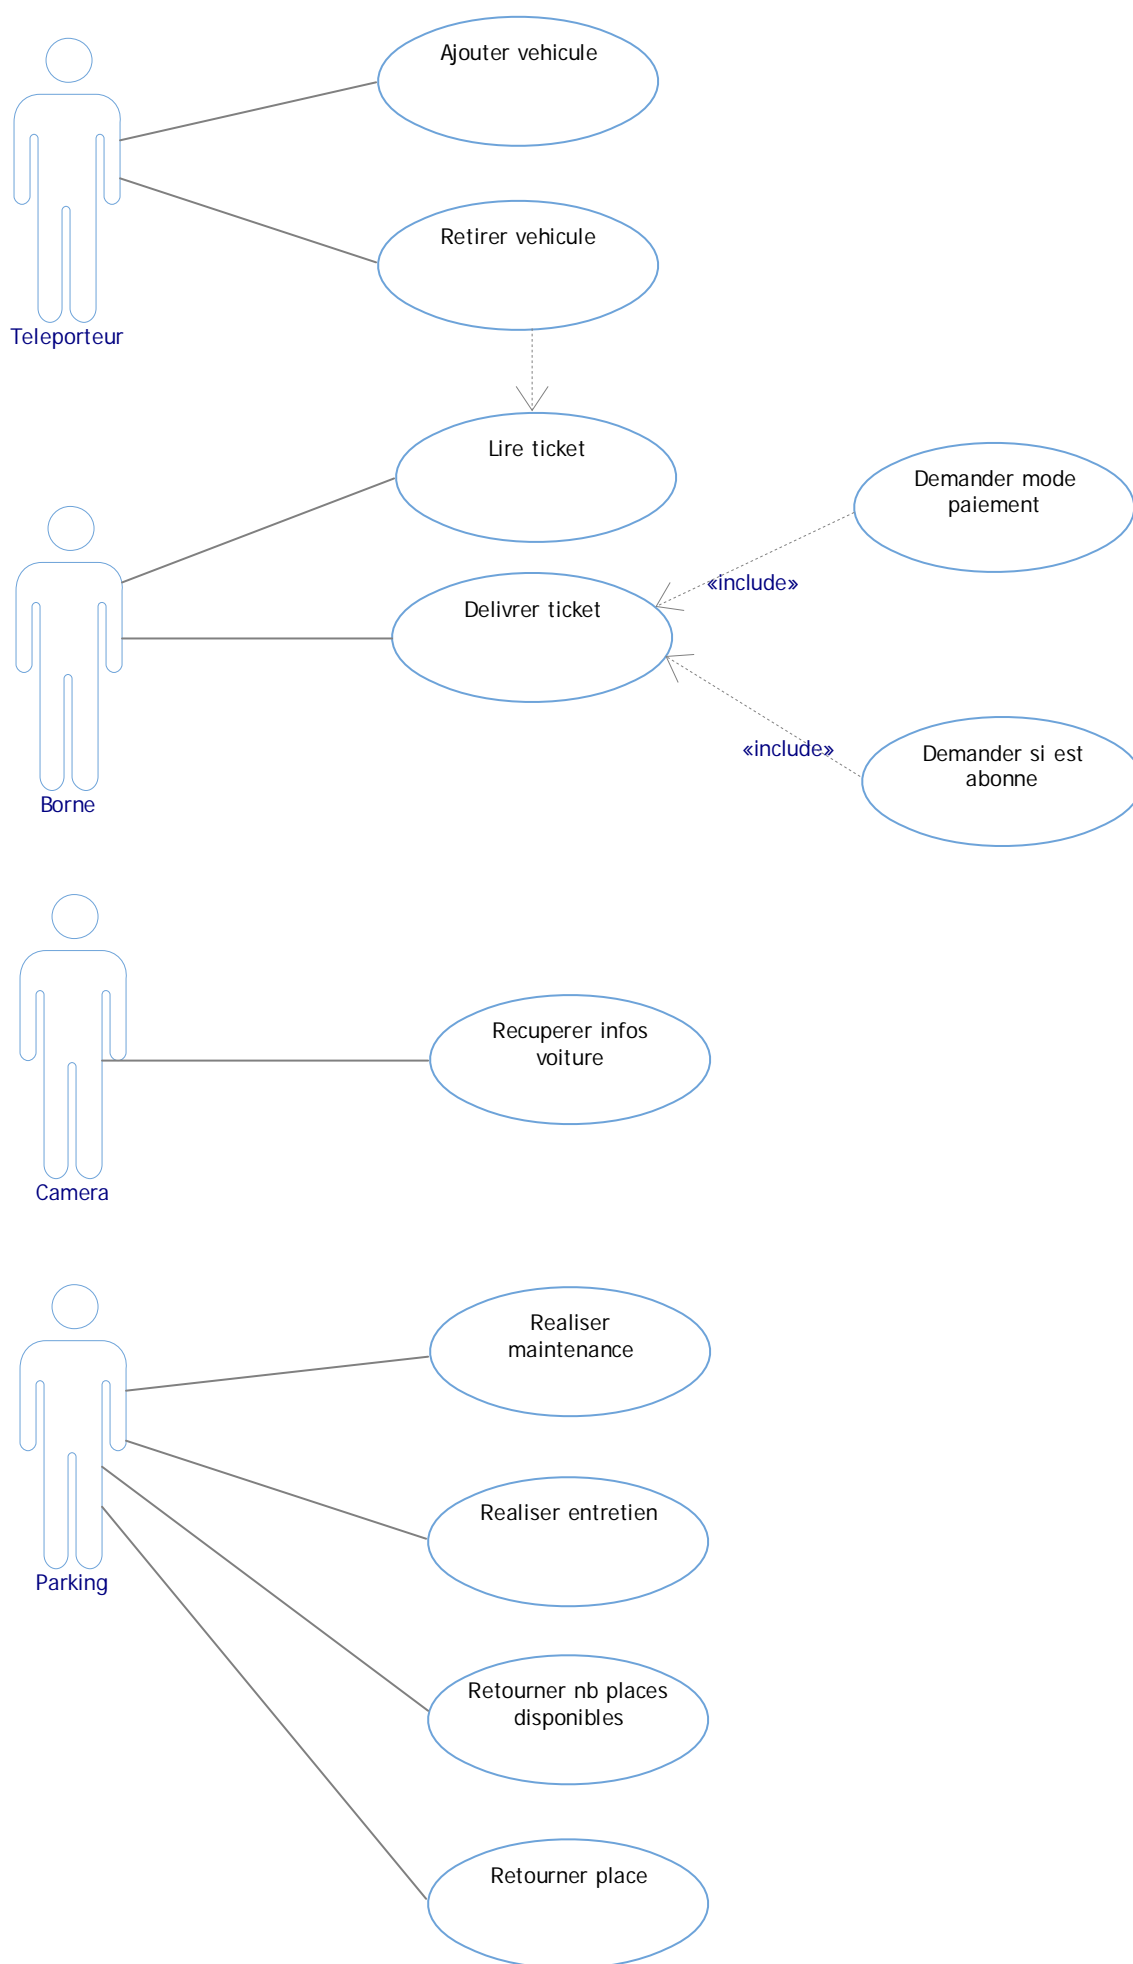 Ajouter vehicule
Retirer vehicule
Teleporteur
Lire ticket
Demander mode
paiement
«include»
Delivrer ticket
«include»
Demander si est
abonne
Borne
Recuperer infos
voiture
Camera
Realiser
maintenance
Realiser entretien
Parking
Retourner nb places
disponibles
Retourner place